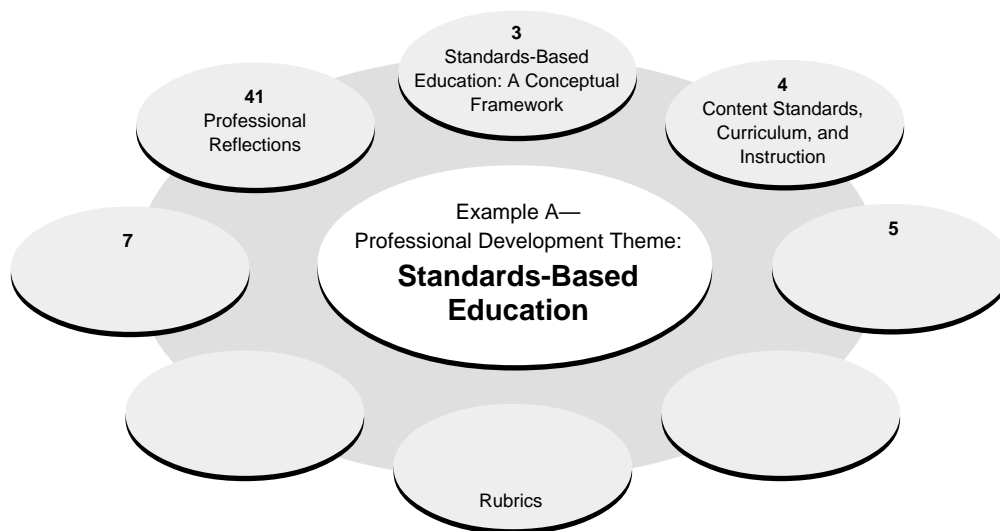 3
Standards-Based
Education: A Conceptual
Framework
41
Professional
Reflections
4
Content Standards,
Curriculum, and
Instruction
Example A—
Professional Development Theme:
Standards-Based
Education
7
5
Rubrics